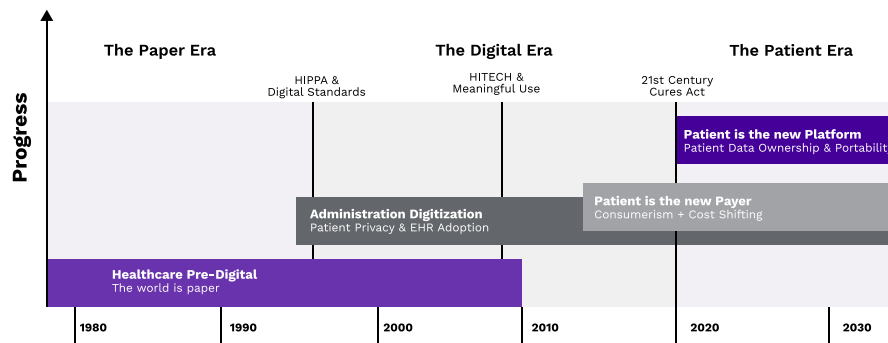 The Paper Era
The Digital Era
The Patient Era
HIPPA &
Digital Standards
HITECH &
Meaningful Use
21st Century
Cures Act
Progress
Patient is the new Platform
Patient Data Ownership & Portabilit
Patient is the new Payer
Consumerism + Cost Shifting
Administration Digitization
Patient Privacy & EHR Adoption
Healthcare Pre-Digital
The world is paper
1980
1990
2000
2010
2020
2030